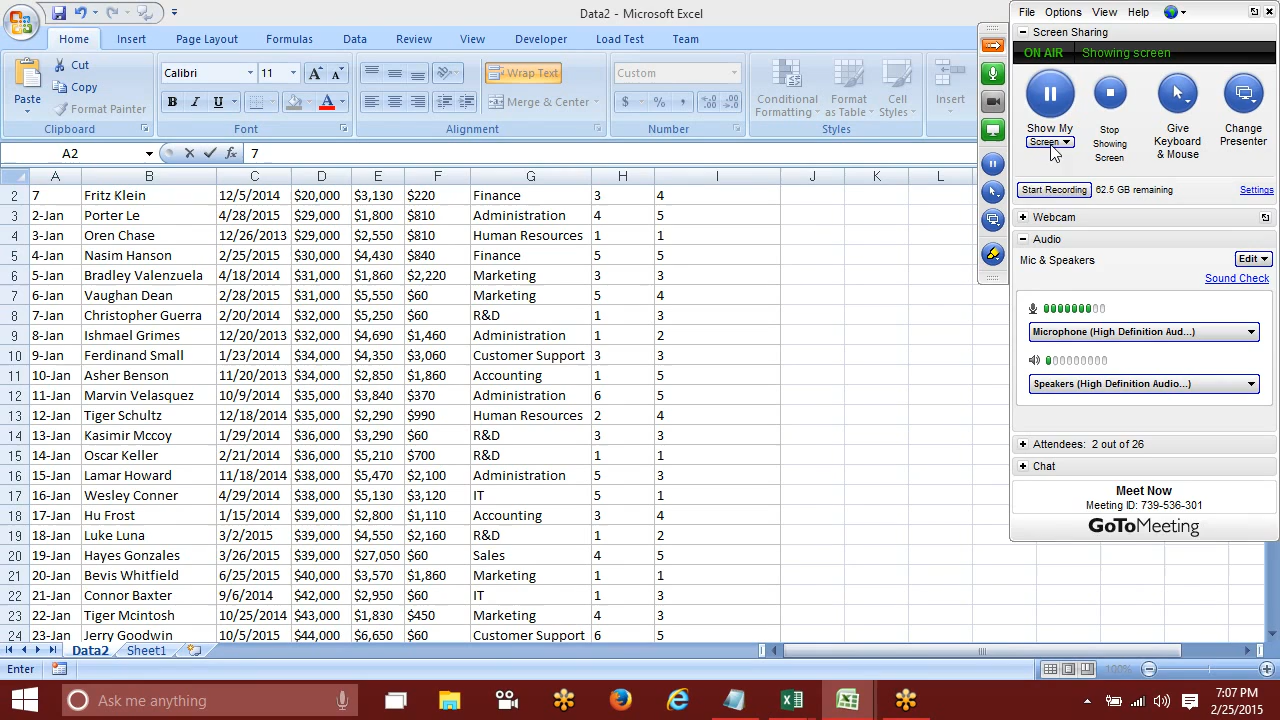 Data2 - Microsoft Excel
Home Insert Page Layout Formulas Data Review View Developer Load Test Team
Paste
Cut
Copy
Format Painter
Clipboard
Calibri 11
B I U
Font
Wrap Text
Merge & Center
Alignment
Custom
$ % ,
Number
Conditional Formatting
Format as Table
Cell Styles
Styles
Insert
A2 fx 7
A B C D E F G H I J K L
2 7 Fritz Klein 12/5/2014 $20,000 $3,130 $220 Finance 3 4
3 2-Jan Porter Le 4/28/2015 $25,000 $1,800 $810 Administration 4 5
4 3-Jan Oren Chase 12/26/2013 $29,000 $2,550 $810 Human Resources 1 1
5 4-Jan Nasim Hanson 2/25/2015 $30,000 $4,430 $840 Finance 5 5
6 5-Jan Bradley Valenzuela 4/18/2014 $31,000 $1,860 $2,220 Marketing 3 3
7 6-Jan Vaughan Dean 2/28/2015 $31,000 $5,550 $60 Marketing 5 4
8 7-Jan Christopher Guerra 2/20/2014 $32,000 $5,250 $60 R&D 1 3
9 8-Jan Ishmael Grimes 12/20/2013 $32,000 $4,690 $1,460 Administration 1 2
10 9-Jan Ferdinand Small 1/23/2014 $34,000 $4,350 $3,060 Customer Support 3 3
11 10-Jan Asher Benson 11/20/2013 $34,000 $2,850 $1,860 Accounting 1 5
12 11-Jan Marvin Velasquez 10/9/2014 $35,000 $3,840 $370 Administration 6 5
13 12-Jan Tiger Schultz 12/18/2014 $35,000 $2,290 $990 Human Resources 2 4
14 13-Jan Kasimir Mccoy 1/29/2014 $36,000 $3,290 $60 R&D 3 3
15 14-Jan Oscar Keller 2/21/2014 $36,000 $5,210 $700 R&D 1 1
16 15-Jan Lamar Howard 11/18/2014 $38,000 $5,470 $2,100 Administration 5 3
17 16-Jan Wesley Conner 4/29/2014 $38,000 $5,130 $3,120 IT 5 1
18 17-Jan Hu Frost 1/15/2014 $39,000 $2,800 $1,110 Accounting 3 4
19 18-Jan Luke Luna 3/2/2015 $39,000 $4,550 $2,160 R&D 1 2
20 19-Jan Hayes Gonzales 3/26/2015 $39,000 $27,050 $60 Sales 4 5
21 20-Jan Bevis Whitfield 6/25/2015 $40,000 $3,570 $1,860 Marketing 1 1
22 21-Jan Connor Baxter 9/6/2014 $42,000 $2,950 $60 IT 1 3
23 22-Jan Tiger Mcintosh 10/25/2014 $43,000 $1,830 $450 Marketing 4 3
24 23-Jan Jerry Goodwin 10/5/2015 $44,000 $6,650 $60 Customer Support 6 5
Data2 Sheet1
Enter 100%
File Options View Help
Screen Sharing
ON AIR Showing screen
Show My
Screen
Stop Showing Screen
Give Keyboard & Mouse
Change Presenter
Start Recording 62.5 GB remaining Settings
Webcam
Audio
Mic & Speakers Edit
Sound Check
Microphone (High Definition Aud...)
Speakers (High Definition Audio...)
Attendees: 2 out of 26
Chat
Meet Now
Meeting ID: 739-536-301
GoToMeeting
Ask me anything
7:07 PM
2/25/2015